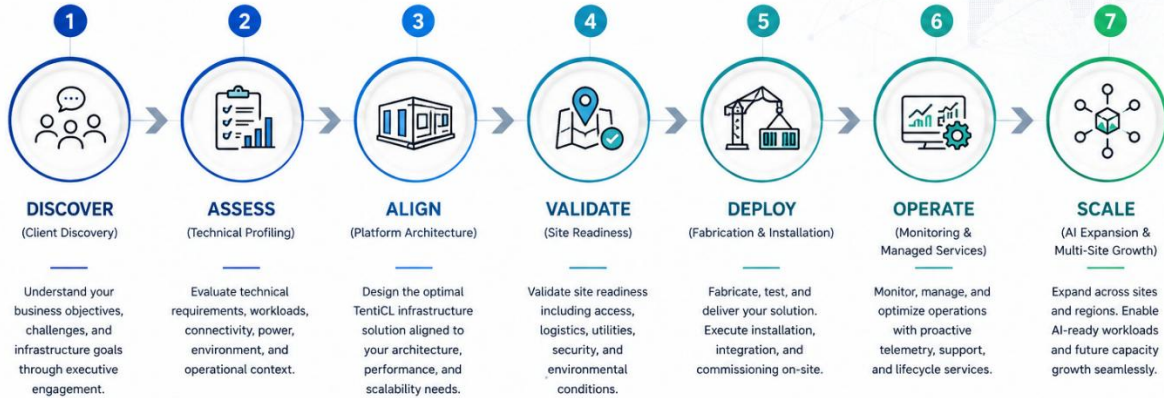 1
2
3
4
5
6
7
DISCOVER
(Client Discovery)
Understand your
business objectives,
challenges, and
infrastructure goals
through executive
engagement.
ASSESS
(Technical Profiling)
Evaluate technical
requirements, workloads,
connectivity, power,
environment, and
operational context.
ALIGN
(Platform Architecture)
Design the optimal
TentiCL infrastructure
solution aligned to
your architecture,
performance, and
scalability needs.
VALIDATE
(Site Readiness)
Validate site readiness
including access,
logistics, utilities,
security, and
environmental
conditions.
DEPLOY
(Fabrication & Installation)
Fabricate, test, and
deliver your solution.
Execute installation,
integration, and
commissioning on-site.
OPERATE
(Monitoring &
Managed Services)
Monitor, manage, and
optimize operations
with proactive
telemetry, support,
and lifecycle services.
SCALE
(AI Expansion &
Multi-Site Growth)
Expand across sites
and regions. Enable
AI-ready workloads
and future capacity
growth seamlessly.